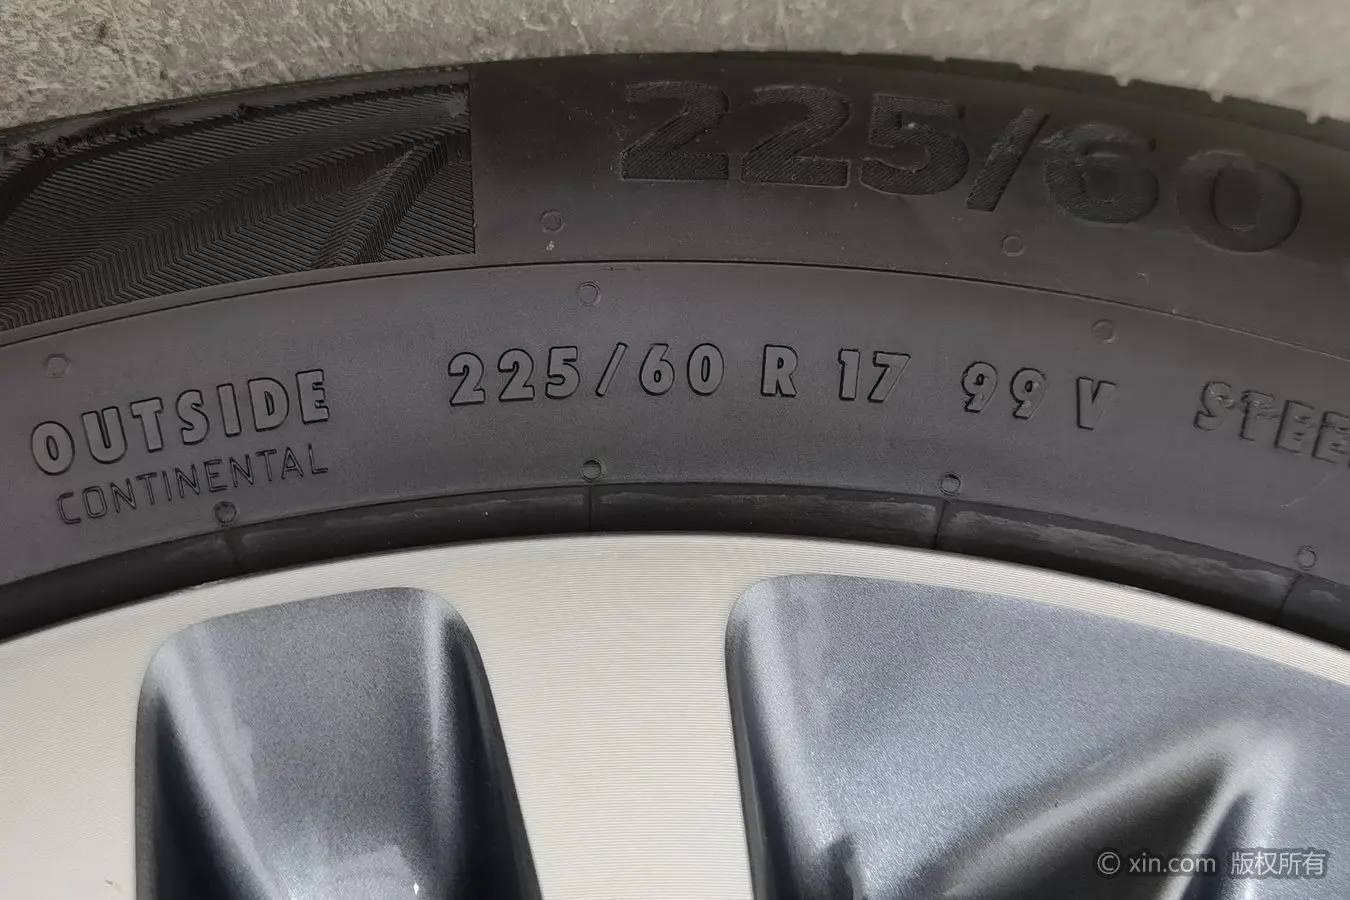 225/60
OUTSIDE 225/60 R 17 99 V
CONTINENTAL
© xin.com 版权所有